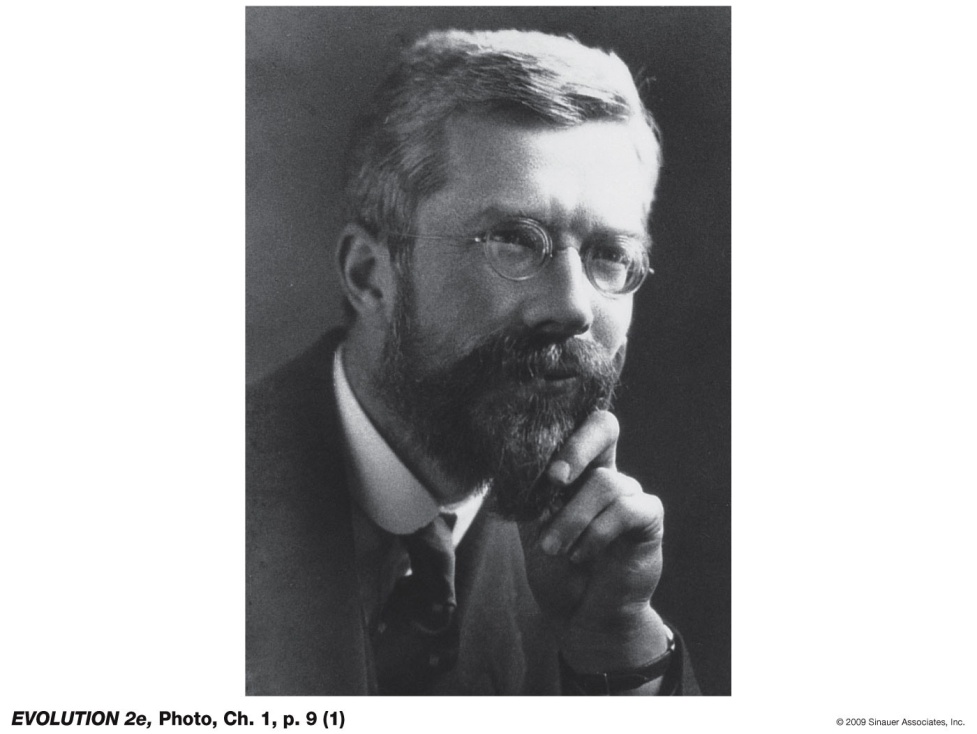 EVOLUTION 2e, Photo, Ch. 1, p. 9 (1)
© 2009 Sinauer Associates, Inc.